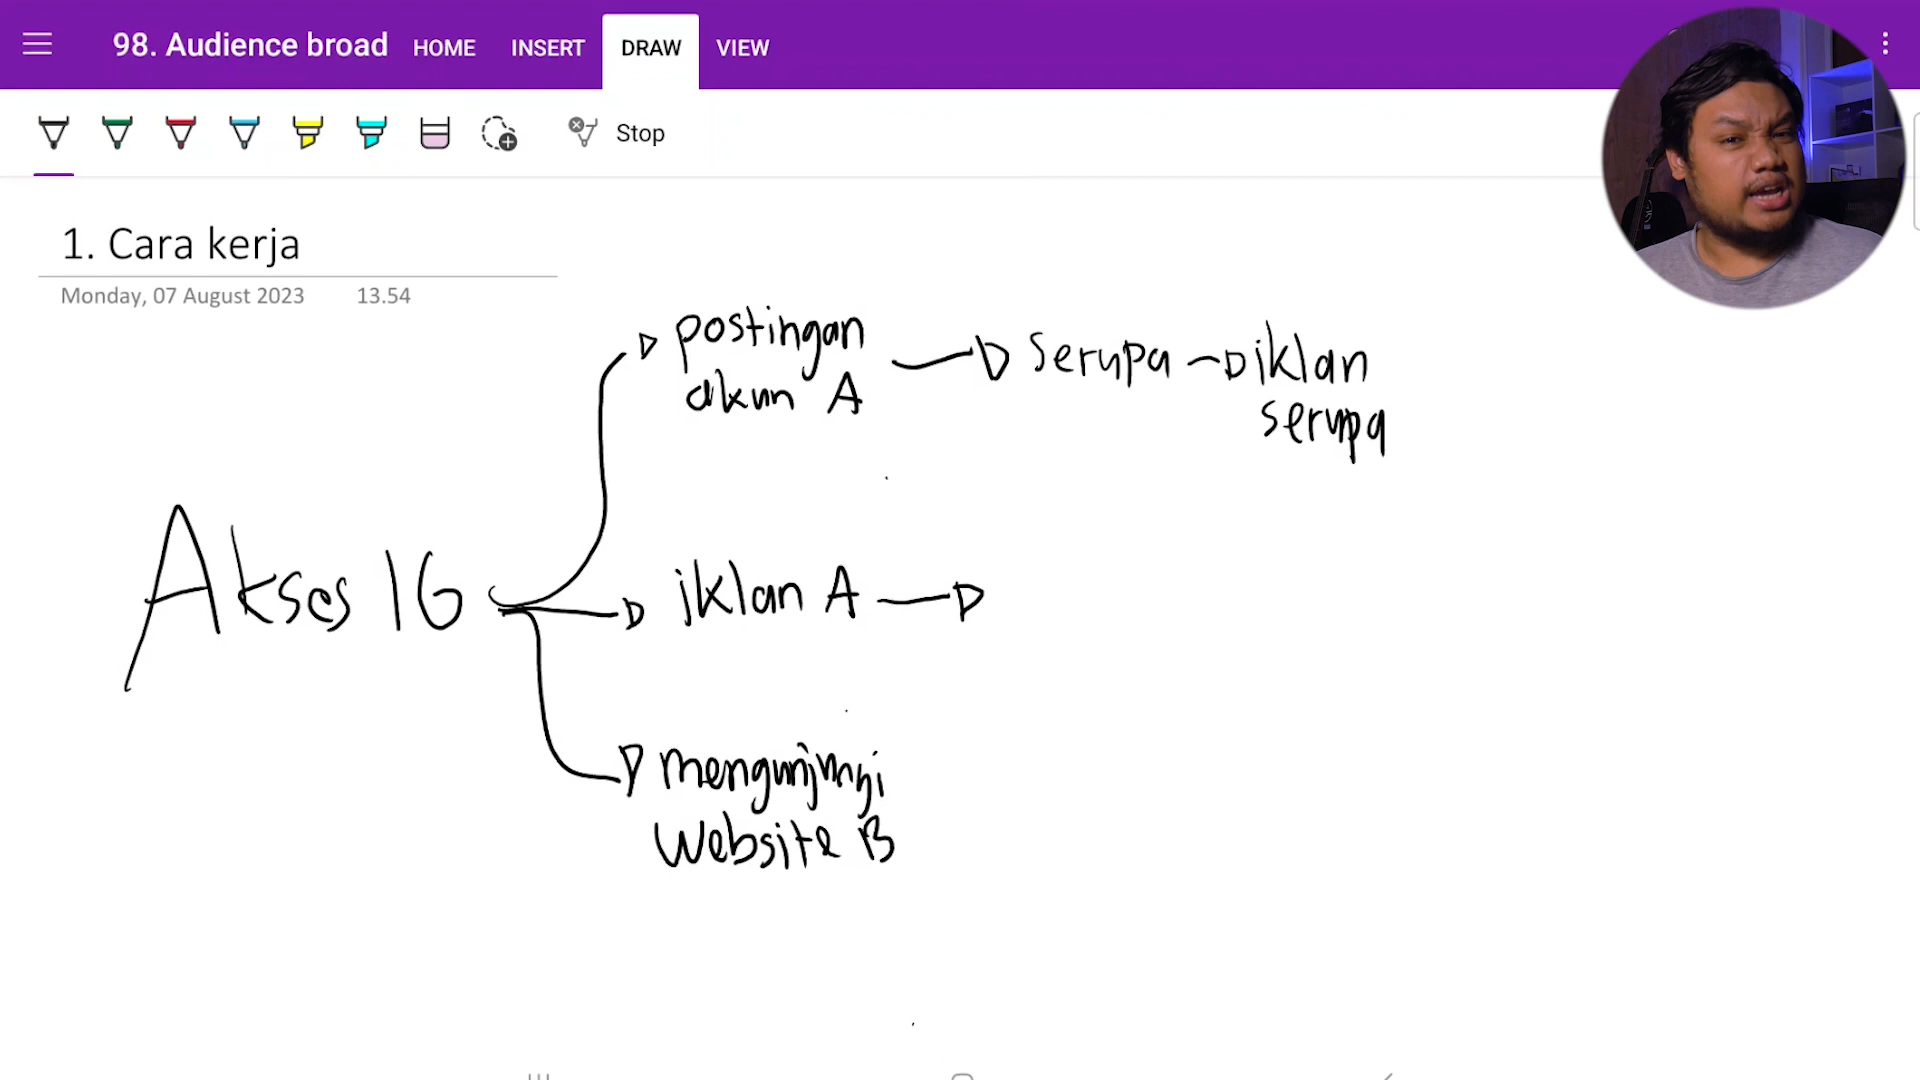 98. Audience broad
HOME
INSERT
DRAW
VIEW
Stop
1. Cara kerja
Monday, 07 August 2023 13.54
postingan
akun A
serupa
iklan
serupa
Akses IG
iklan A
mengunjungi
Website B